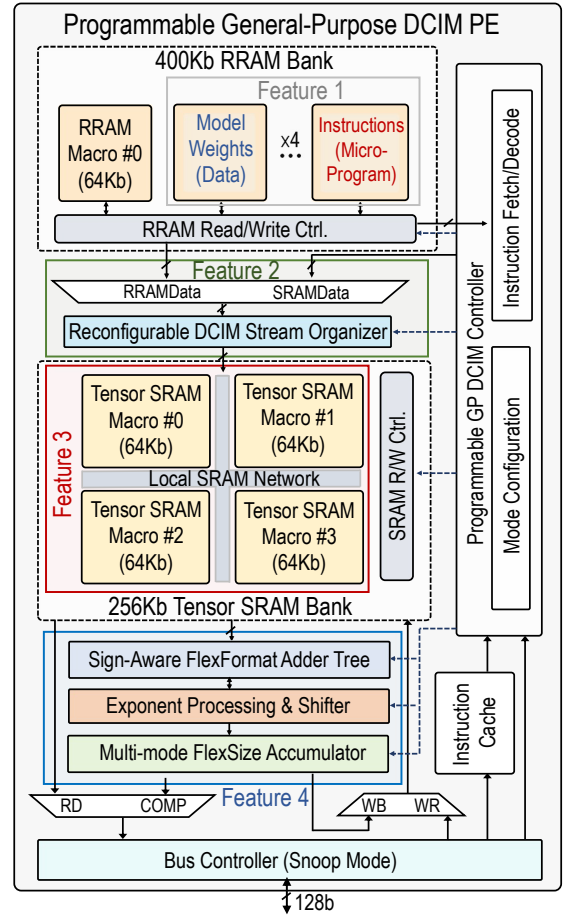 Programmable General-Purpose DCIM PE
400Kb RRAM Bank
Feature 1
RRAM
Macro #0
(64Kb)
Model
Weights
(Data)
x4
...
Instructions
(Micro-
Program)
RRAM Read/Write Ctrl.
Feature 2
RRAMData
SRAMData
Reconfigurable DCIM Stream Organizer
Feature 3
Tensor SRAM
Macro #0
(64Kb)
Tensor SRAM
Macro #1
(64Kb)
Local SRAM Network
Tensor SRAM
Macro #2
(64Kb)
Tensor SRAM
Macro #3
(64Kb)
SRAM R/W Ctrl.
256Kb Tensor SRAM Bank
Programmable GP DCIM Controller
Instruction Fetch/Decode
Mode Configuration
Sign-Aware FlexFormat Adder Tree
Exponent Processing & Shifter
Multi-mode FlexSize Accumulator
Feature 4
Instruction
Cache
RD
COMP
WB
WR
Bus Controller (Snoop Mode)
128b